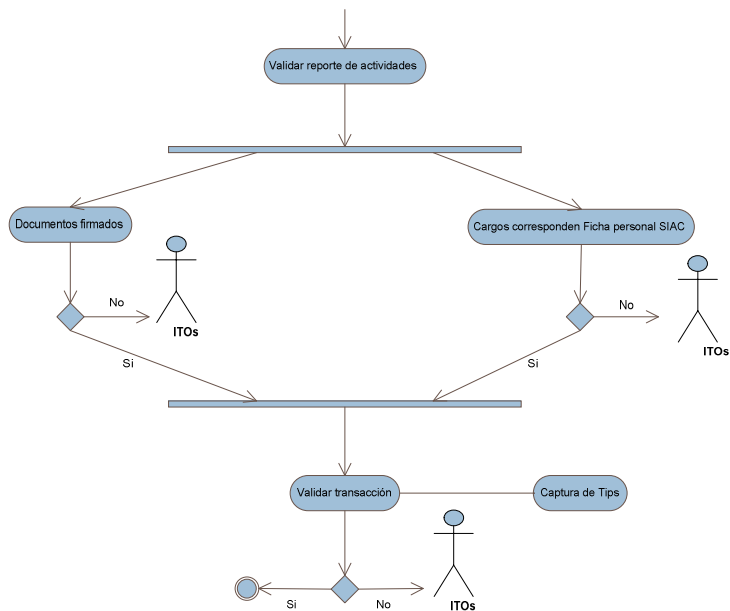 Validar reporte de actividades
Documentos firmados
Cargos corresponden Ficha personal SIAC
No
ITOs
No
ITOs
Si
Si
Validar transacción
Captura de Tips
Si
No
ITOs